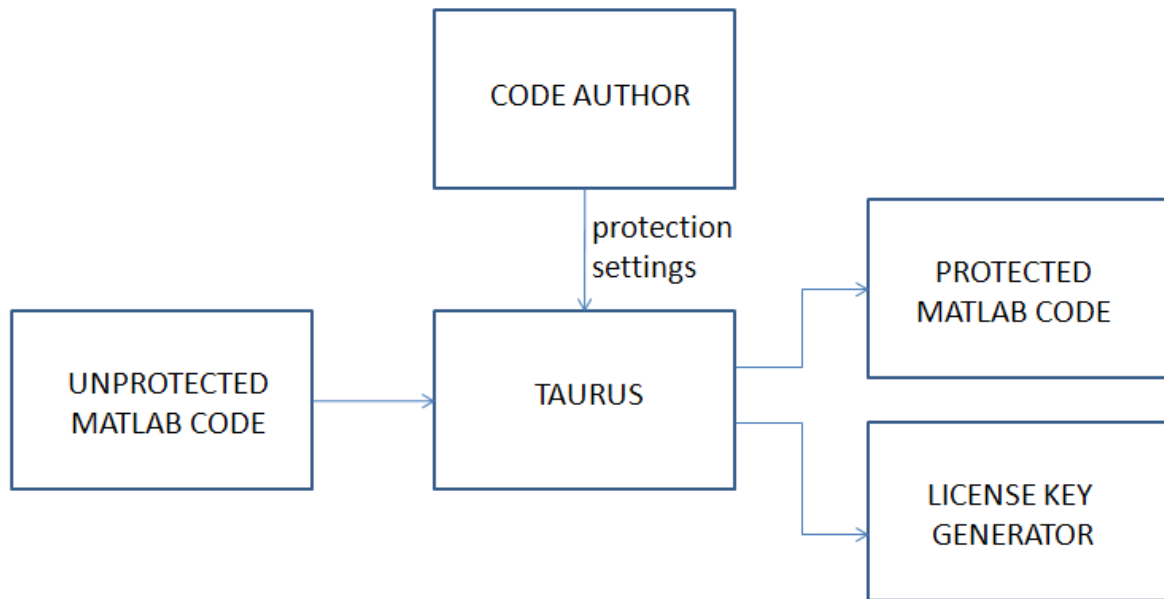 CODE AUTHOR
protection
settings
PROTECTED
MATLAB CODE
UNPROTECTED
MATLAB CODE
TAURUS
LICENSE KEY
GENERATOR